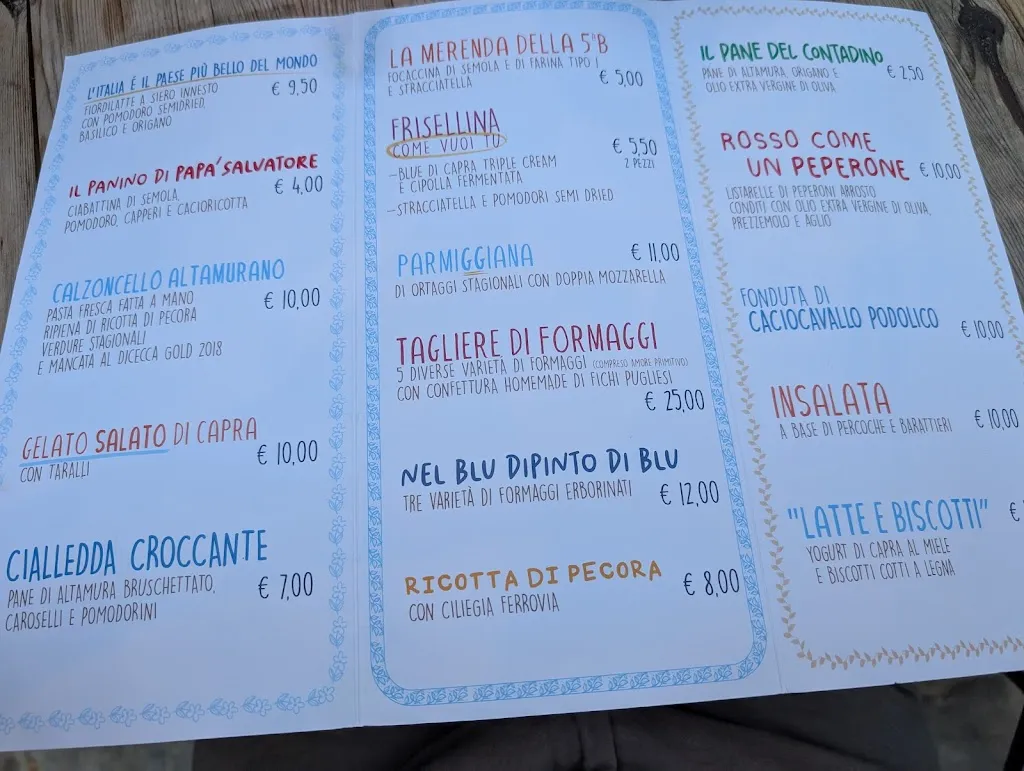 L'ITALIA È IL PAESE PIÙ BELLO DEL MONDO
€ 9,50
FIORDILATTE A SIERO INNESTO
CON POMODORO SEMIDRIED,
BASILICO E ORIGANO
IL PANINO DI PAPA' SALVATORE
€ 4,00
CIABATTINA DI SEMOLA,
POMODORO, CAPPERI E CACIORICOTTA
CALZONCELLO ALTAMURANO
€ 10,00
PASTA FRESCA FATTA A MANO
RIPIENA DI RICOTTA DI PECORA
VERDURE STAGIONALI
E MANCATA AL DICECCA GOLD 2018
GELATO SALATO DI CAPRA
€ 10,00
CON TARALLI
CIALLEDDA CROCCANTE
€ 7,00
PANE DI ALTAMURA BRUSCHETTATO,
CAROSELLI E POMODORINI
LA MERENDA DELLA 5ªB
FOCACCINA DI SEMOLA E DI FARINA TIPO 1
E STRACCIATELLA
€ 5,00
FRISELLINA
COME VUOI TU
€ 5,50
2 PEZZI
-BLUE DI CAPRA TRIPLE CREAM
E CIPOLLA FERMENTATA
-STRACCIATELLA E POMODORI SEMI DRIED
PARMIGGIANA
€ 11,00
DI ORTAGGI STAGIONALI CON DOPPIA MOZZARELLA
TAGLIERE DI FORMAGGI
5 DIVERSE VARIETÀ DI FORMAGGI (COMPRESO AMORE PRIMITIVO)
CON CONFETTURA HOMEMADE DI FICHI PUGLIESI
€ 25,00
NEL BLU DIPINTO DI BLU
TRE VARIETÀ DI FORMAGGI ERBORINATI
€ 12,00
RICOTTA DI PECORA
€ 8,00
CON CILIEGIA FERROVIA
IL PANE DEL CONTADINO
€ 2,50
PANE DI ALTAMURA, ORIGANO E
OLIO EXTRA VERGINE DI OLIVA
ROSSO COME
UN PEPERONE
€ 10,00
LISTARELLE DI PEPERONI ARROSTO
CONDITI CON OLIO EXTRA VERGINE DI OLIVA,
PREZZEMOLO E AGLIO
FONDUTA DI
CACIOCAVALLO PODOLICO
€ 10,00
INSALATA
€ 10,00
A BASE DI PERCOCHE E BARATTIERI
"LATTE E BISCOTTI"
€
YOGURT DI CAPRA AL MIELE
E BISCOTTI COTTI A LEGNA